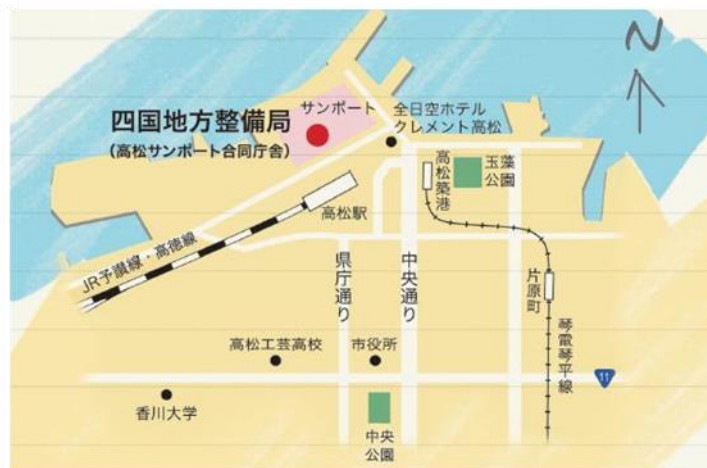 N
サンポート
四国地方整備局
(高松サンポート合同庁舎)
全日空ホテル
クレメント高松
高松築港
玉藻
公園
高松駅
JR予讃線・高徳線
県庁通り
中央通り
片原町
琴電琴平線
高松工芸高校
市役所
11
香川大学
中央
公園